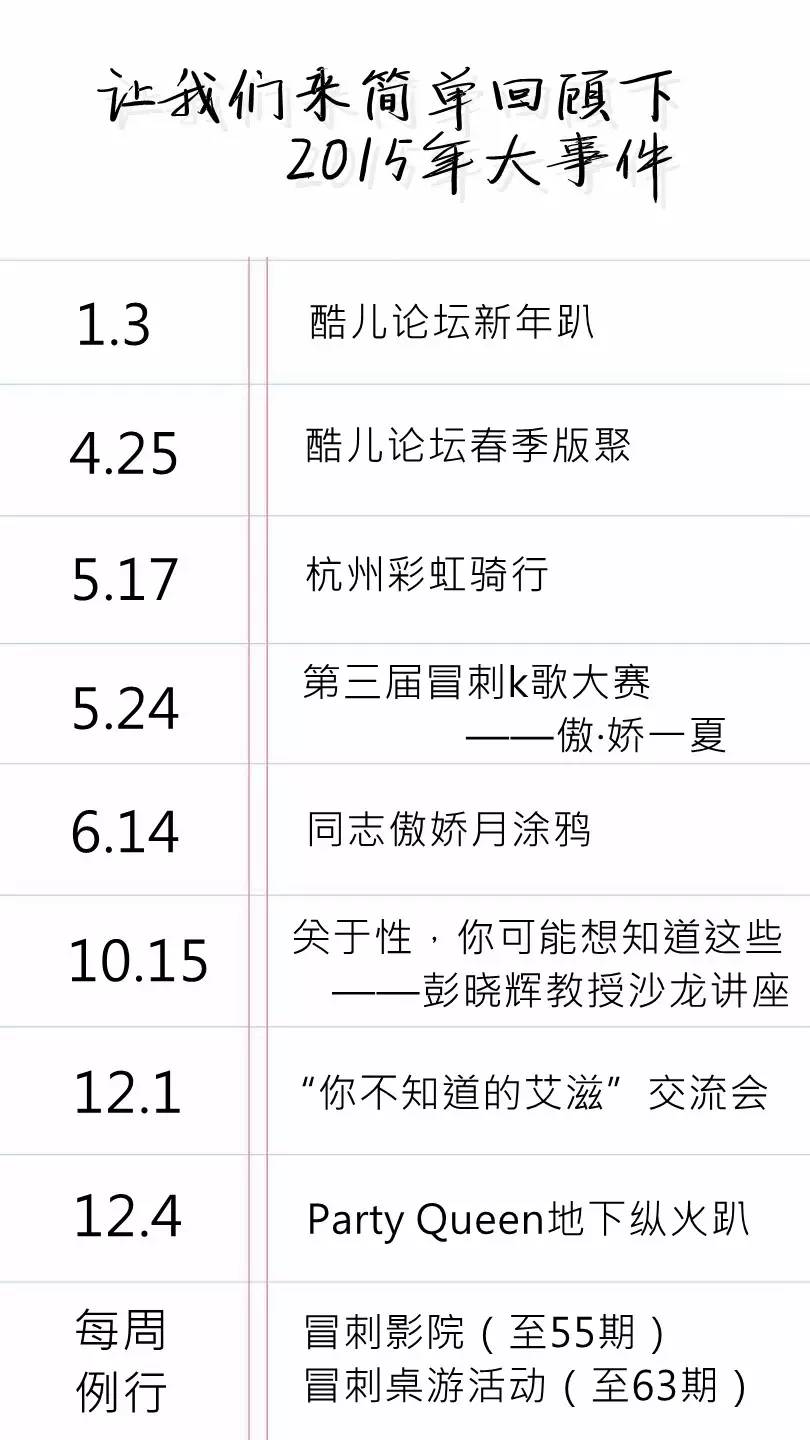 让我们来简单回顾下
2015年大事件
1.3
酷儿论坛新年趴
4.25
酷儿论坛春季版聚
5.17
杭州彩虹骑行
5.24
第三届冒刺k歌大赛
——傲·娇一夏
6.14
同志傲娇月涂鸦
10.15
关于性，你可能想知道这些
——彭晓辉教授沙龙讲座
12.1
“你不知道的艾滋”交流会
12.4
Party Queen地下纵火趴
每周
例行
冒刺影院（至55期）
冒刺桌游活动（至63期）